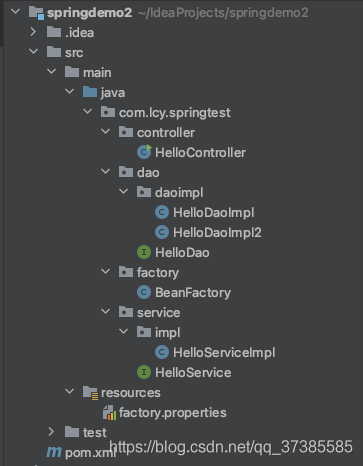 springdemo2 ~/IdeaProjects/springdemo2
.idea
src
main
java
com.lcy.springtest
controller
HelloController
dao
daoimpl
HelloDaoImpl
HelloDaoImpl2
HelloDao
factory
BeanFactory
service
impl
HelloServiceImpl
HelloService
resources
factory.properties
test
pom.xml
https://blog.csdn.net/qq_37385585